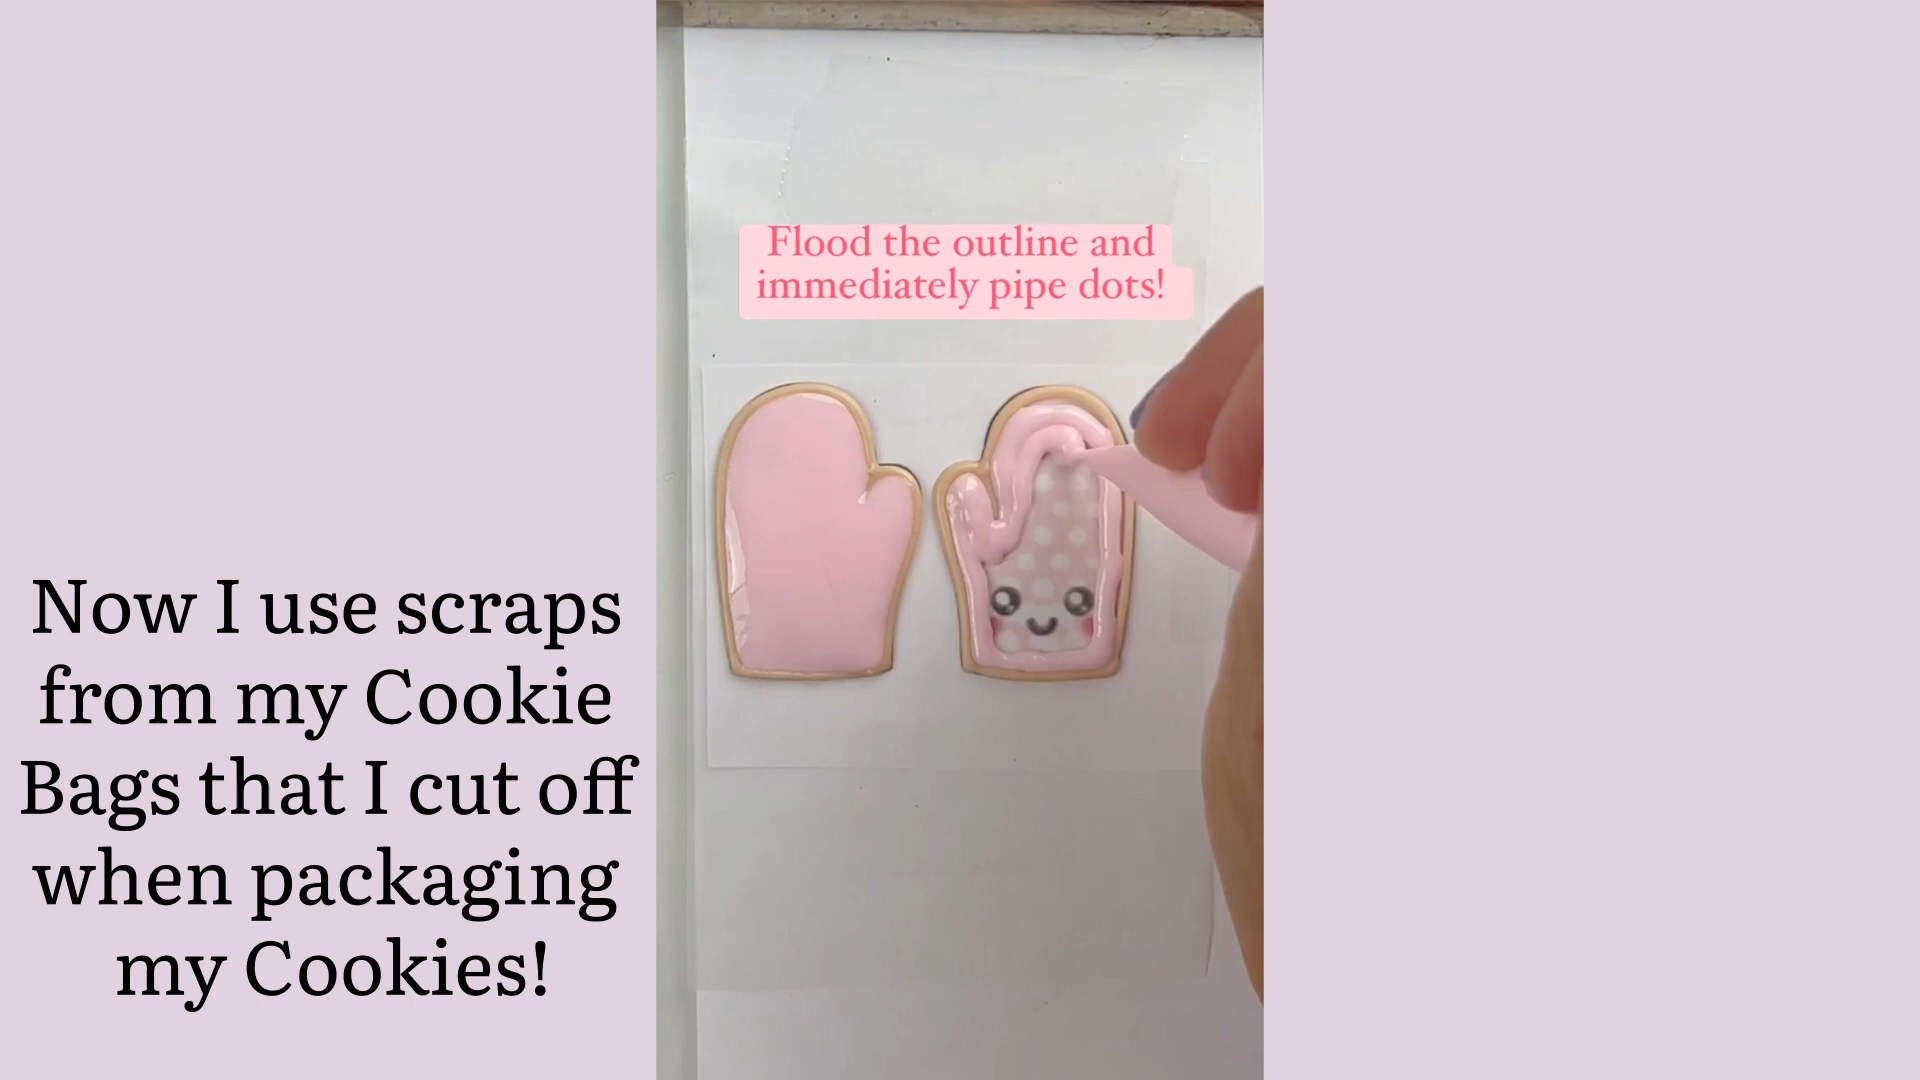 Flood the outline and
immediately pipe dots!
Now I use scraps
from my Cookie
Bags that I cut off
when packaging
my Cookies!